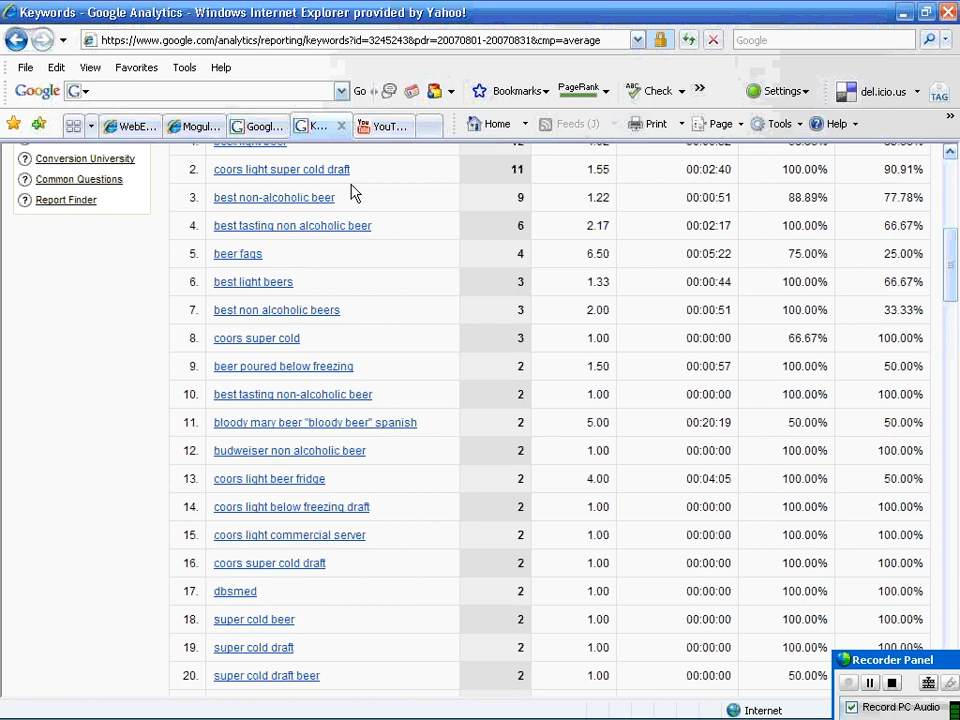 Keywords - Google Analytics - Windows Internet Explorer provided by Yahoo!
https://www.google.com/analytics/reporting/keywords?id=3245243&pdr=20070801-20070831&cmp=average
Google
File Edit View Favorites Tools Help
Google G Go Bookmarks PageRank ABC Check » Settings del.icio.us TAG
WebE... Mogul... Googl... K... YouT... Home Feeds (J) Print Page Tools Help »
1. best light beer 12
Conversion University
Common Questions
Report Finder
2. coors light super cold draft 11 1.55 00:02:40 100.00% 90.91%
3. best non-alcoholic beer 9 1.22 00:00:51 88.89% 77.78%
4. best tasting non alcoholic beer 6 2.17 00:02:17 100.00% 66.67%
5. beer faqs 4 6.50 00:05:22 75.00% 25.00%
6. best light beers 3 1.33 00:00:44 100.00% 66.67%
7. best non alcoholic beers 3 2.00 00:00:51 100.00% 33.33%
8. coors super cold 3 1.00 00:00:00 66.67% 100.00%
9. beer poured below freezing 2 1.50 00:00:57 100.00% 50.00%
10. best tasting non-alcoholic beer 2 1.00 00:00:00 100.00% 100.00%
11. bloody mary beer "bloody beer" spanish 2 5.00 00:20:19 50.00% 50.00%
12. budweiser non alcoholic beer 2 1.00 00:00:00 100.00% 100.00%
13. coors light beer fridge 2 4.00 00:04:05 100.00% 50.00%
14. coors light below freezing draft 2 1.00 00:00:00 100.00% 100.00%
15. coors light commercial server 2 1.00 00:00:00 100.00% 100.00%
16. coors super cold draft 2 1.00 00:00:00 100.00% 100.00%
17. dbsmed 2 1.00 00:00:00 100.00% 100.00%
18. super cold beer 2 1.00 00:00:00 100.00% 100.00%
19. super cold draft 2 1.00 00:00:00 100.00% 100.00%
20. super cold draft beer 2 1.00 00:00:00 50.00%
Recorder Panel
Record PC Audio
Internet